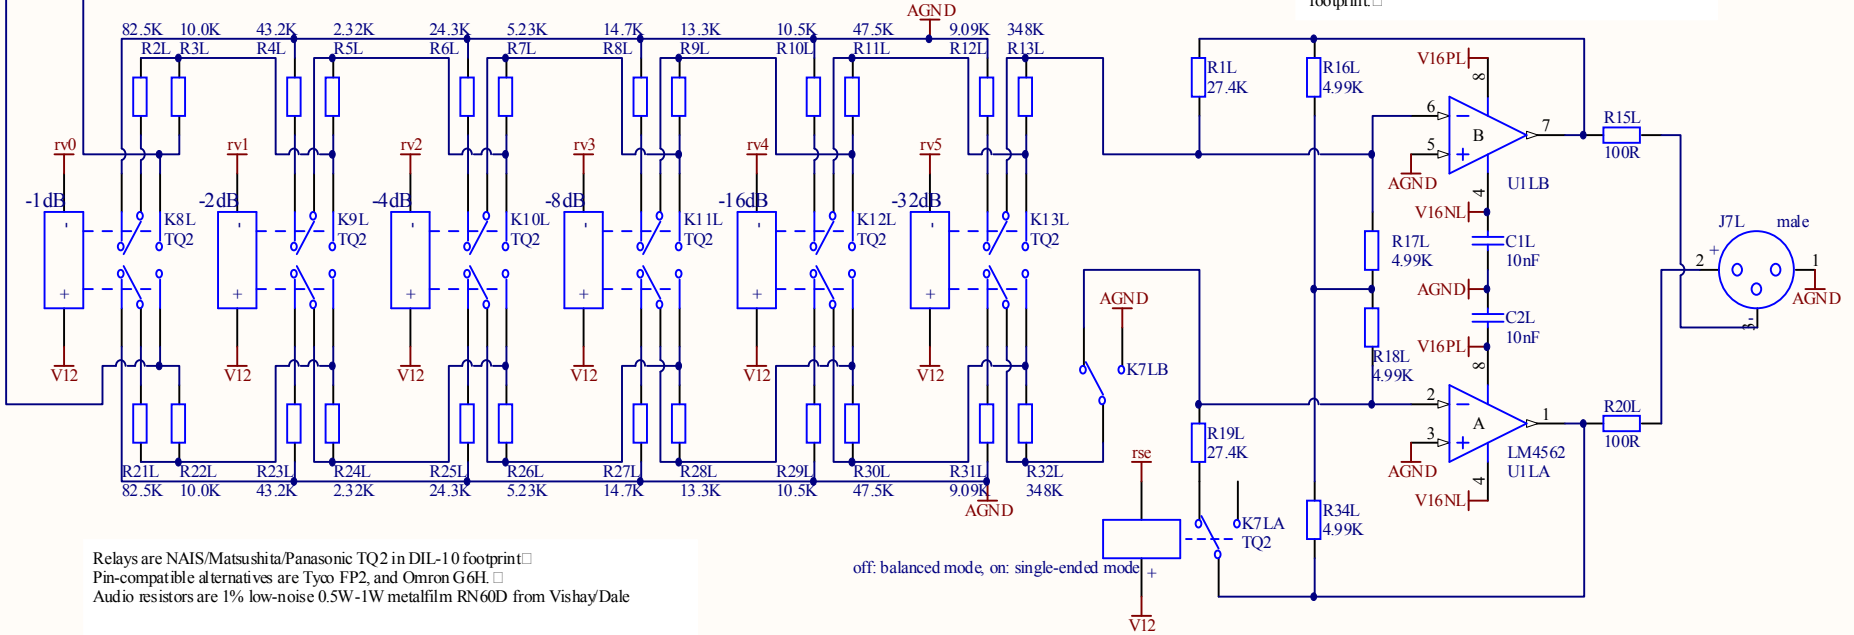 footprint.
AGND
82.5K 10.0K 43.2K 2.32K 24.3K 5.23K 14.7K 13.3K 10.5K 47.5K 9.09K 348K
R2L R3L R4L R5L R6L R7L R8L R9L R10L R11L R12L R13L
R1L
27.4K
R16L
4.99K
V16PL
8
6
5
B
7
R15L
100R
AGND
U1LB
4
V16NL
rv0 rv1 rv2 rv3 rv4 rv5
-1dB -2dB -4dB -8dB -16dB -32dB
K8L
TQ2
K9L
TQ2
K10L
TQ2
K11L
TQ2
K12L
TQ2
K13L
TQ2
R17L
4.99K
C1L
10nF
AGND
C2L
10nF
J7L male
+
2
1
AGND
3
-
AGND
K7LB
V16PL
8
R18L
4.99K
V12 V12 V12 V12 V12 V12
2
3
A
1
R20L
100R
AGND
LM4562
U1LA
4
V16NL
R19L
27.4K
R21L R22L R23L R24L R25L R26L R27L R28L R29L R30L R31L R32L
82.5K 10.0K 43.2K 2.32K 24.3K 5.23K 14.7K 13.3K 10.5K 47.5K 9.09K 348K
AGND
rse
K7LA
TQ2
R34L
4.99K
off: balanced mode, on: single-ended mode
+
V12
Relays are NAIS/Matsushita/Panasonic TQ2 in DIL-10 footprint
Pin-compatible alternatives are Tyco FP2, and Omron G6H.
Audio resistors are 1% low-noise 0.5W-1W metalfilm RN60D from Vishay/Dale